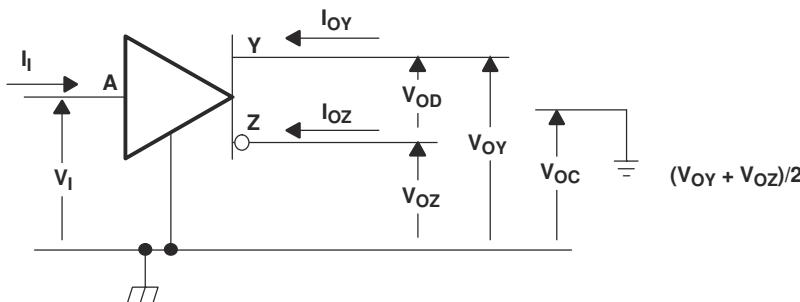 I_OY
I_I
A
Y
V_OD
Z
I_OZ
V_OY
V_I
V_OZ
V_OC
(V_OY + V_OZ)/2